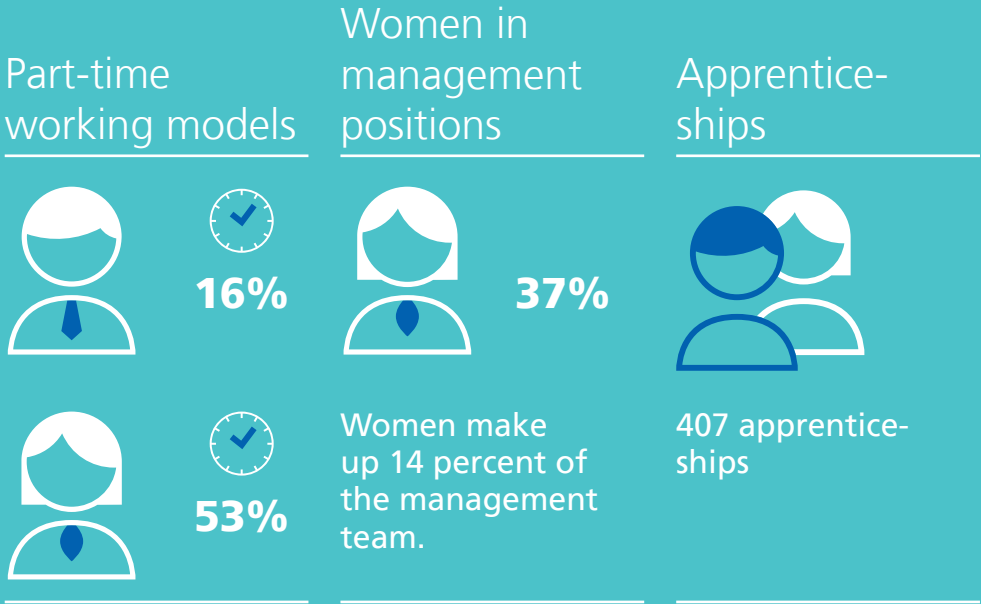 Part-time
working models
16%
53%
Women in
management
positions
37%
Women make
up 14 percent of
the management
team.
Apprentice-
ships
407 apprentice-
ships